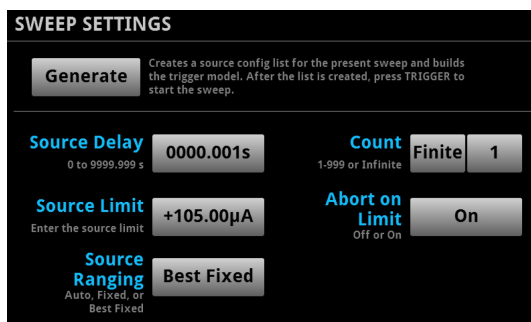 SWEEP SETTINGS
Generate
Creates a source config list for the present sweep and builds
the trigger model. After the list is created, press TRIGGER to
start the sweep.
Source Delay
0 to 9999.999 s
0000.001s
Count
1-999 or Infinite
Finite
1
Source Limit
Enter the source limit
+105.00µA
Abort on
Limit
Off or On
On
Source
Ranging
Auto, Fixed, or
Best Fixed
Best Fixed